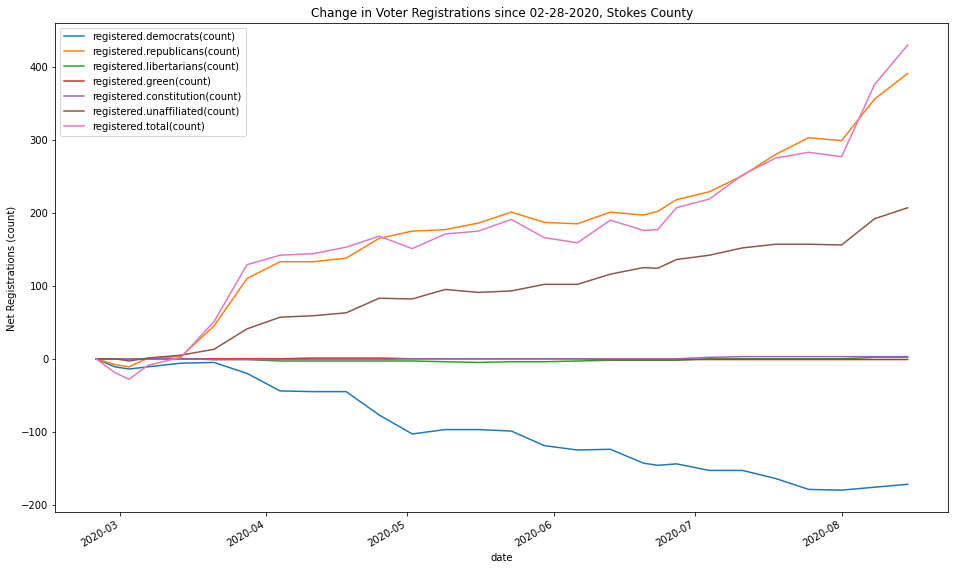 Change in Voter Registrations since 02-28-2020, Stokes County
registered.democrats(count)
registered.republicans(count)
registered.libertarians(count)
registered.green(count)
registered.constitution(count)
registered.unaffiliated(count)
registered.total(count)
Net Registrations (count)
400
300
200
100
0
−100
−200
2020-03
2020-04
2020-05
2020-06
2020-07
2020-08
date